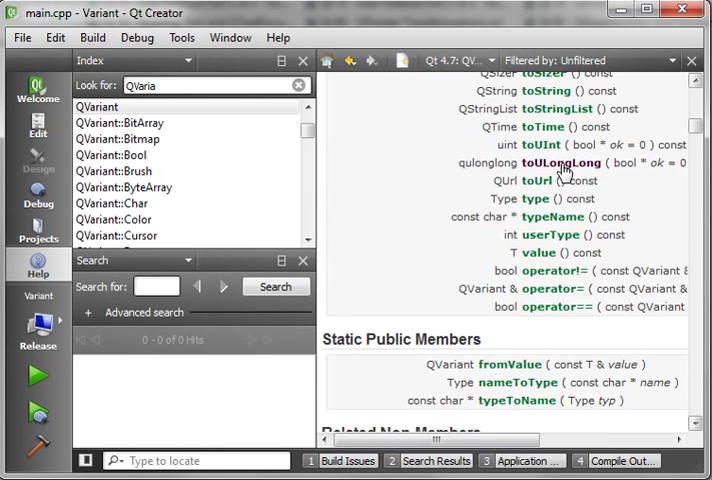 main.cpp - Variant - Qt Creator
File Edit Build Debug Tools Window Help
Index
Qt 4.7: QV...
Filtered by: Unfiltered
Look for: QVaria
QVariant
QVariant::BitArray
QVariant::Bitmap
QVariant::Bool
QVariant::Brush
QVariant::ByteArray
QVariant::Char
QVariant::Color
QVariant::Cursor
Welcome
Edit
Design
Debug
Projects
Help
Variant
Release
Search
Search for: Search
Advanced search
0 - 0 of 0 Hits
QSizeF toSizeF () const
QString toString () const
QStringList toStringList () const
QTime toTime () const
uint toUInt ( bool * ok = 0 ) const
qulonglong toULongLong ( bool * ok = 0
QUrl toUrl () const
Type type () const
const char * typeName () const
int userType () const
T value () const
bool operator!= ( const QVariant &
QVariant & operator= ( const QVariant &
bool operator== ( const QVariant
Static Public Members
QVariant fromValue ( const T & value )
Type nameToType ( const char * name )
const char * typeToName ( Type typ )
Related Non-Members
Type to locate
1 Build Issues
2 Search Results
3 Application ...
4 Compile Out...